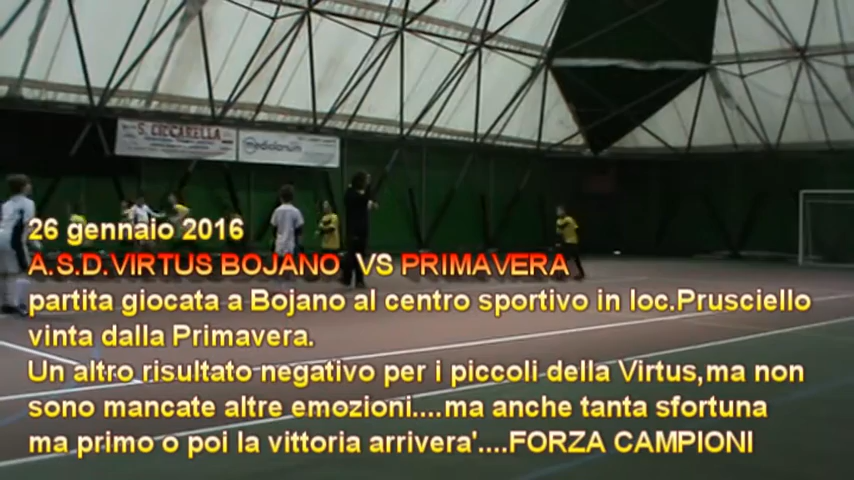 S. CICCARELLA
mediolanum
26 gennaio 2016
A.S.D.VIRTUS BOJANO VS PRIMAVERA
partita giocata a Bojano al centro sportivo in loc.Prusciello
vinta dalla Primavera.
Un altro risultato negativo per i piccoli della Virtus,ma non
sono mancate altre emozioni....ma anche tanta sfortuna
ma primo o poi la vittoria arrivera'....FORZA CAMPIONI